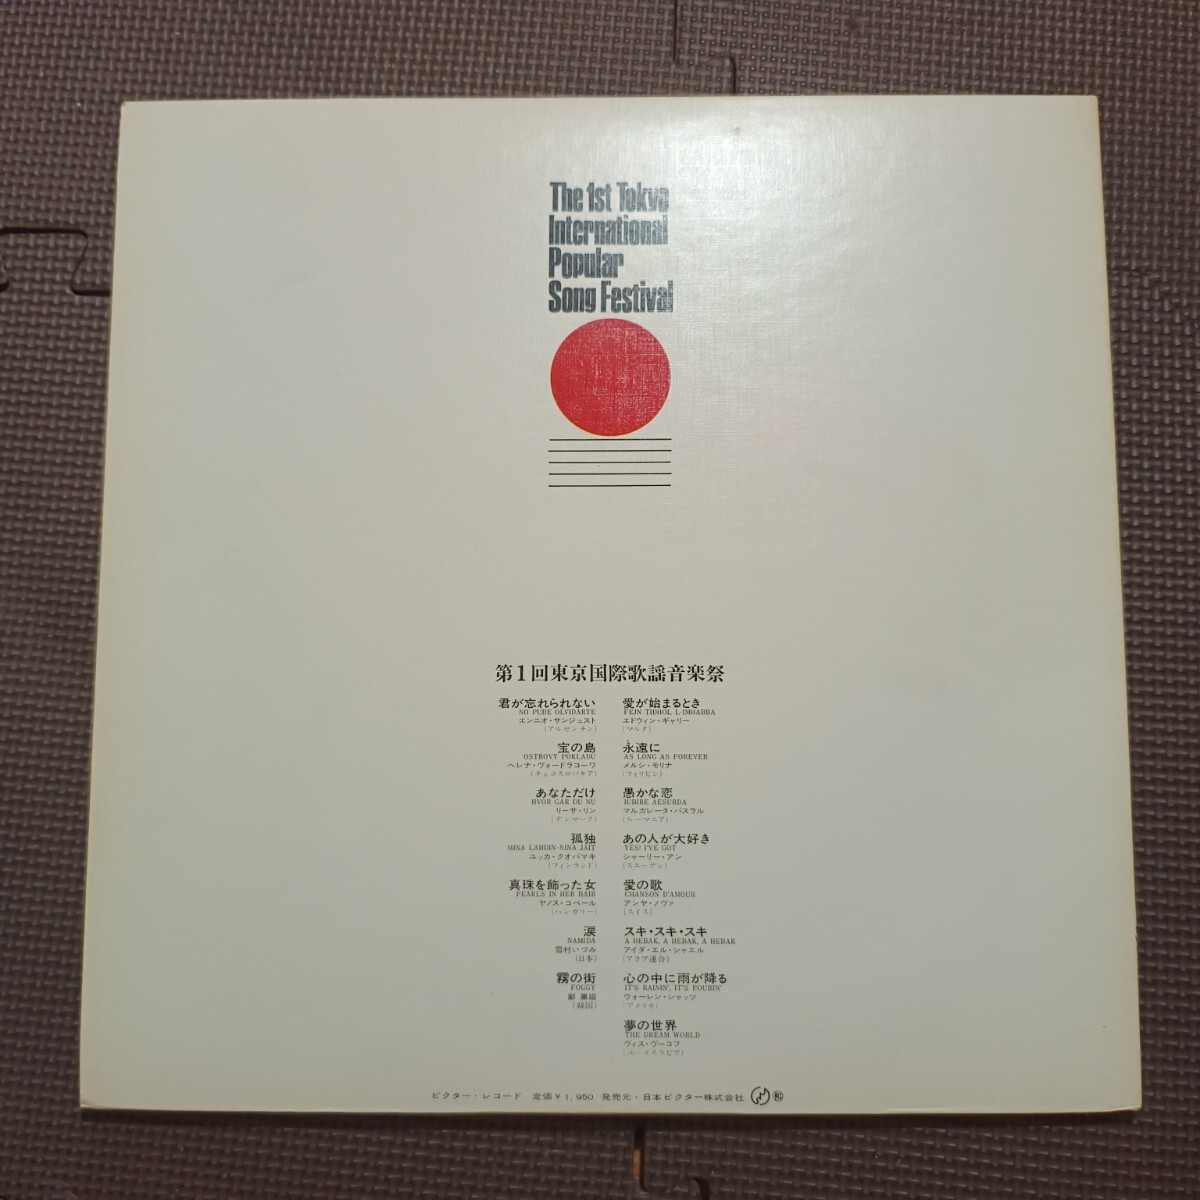 The 1st Tokyo
International
Popular
Song Festival
第1回東京国際歌謡音楽祭
君が忘れられない
NO PUDE OLVIDARTE
エンニオ・サンジュスト
(アルゼンチン)
宝の島
OSTROVY POKLADU
ヘレナ・ヴォードラコーワ
(チェコスロバキア)
あなただけ
HVOR GAR DU NU
リーサ・リン
(デンマーク)
孤独
MINA LAHDIN-SINA JAIT
ユッカ・クオパマキ
(フィンランド)
真珠を飾った女
PEARLS IN HER HAIR
ヤノス・コベール
(ハンガリー)
涙
NAMIDA
雪村いづみ
(日本)
霧の街
FOGGY
(韓国)
愛が始まるとき
FEJN TIDHOL L-IMHABBA
エドウィン・ギャリー
(マルタ)
永遠に
AS LONG AS FOREVER
メルシ・モリナ
(フィリピン)
愚かな恋
IUBIRE AESURDA
マルガレータ・パスラル
(ルーマニア)
あの人が大好き
YES! I'VE GOT
シャーリー・アン
(スエーデン)
愛の歌
CHANSON D'AMOUR
アンヤ・ノヴァ
(スイス)
スキ・スキ・スキ
A HEBAK, A HEBAK, A HEBAK
アイダ・エル・シャエル
(アラブ連合)
心の中に雨が降る
IT'S RAININ', IT'S POURIN'
ウォーレン・シャッツ
(アメリカ)
夢の世界
THE DREAM WORLD
ヴィス・ヴーコフ
(ユーゴスラビア)
ビクター・レコード 定価¥1,950 発売元・日本ビクター株式会社